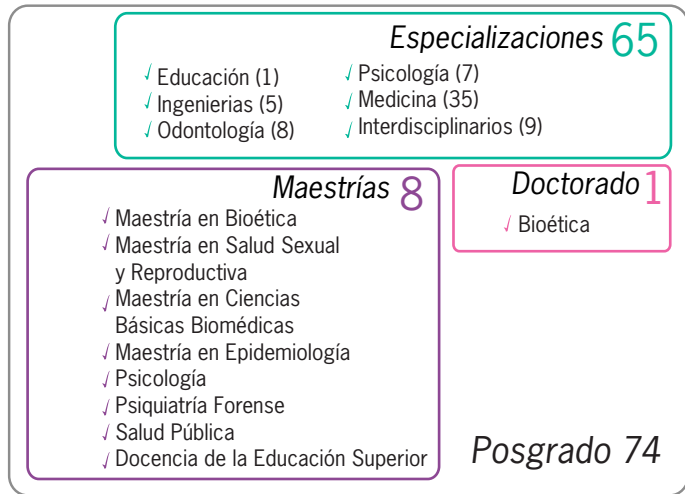 Especializaciones 65
Educación (1)
Ingenierias (5)
Odontología (8)
Psicología (7)
Medicina (35)
Interdisciplinarios (9)
Maestrías 8
Maestría en Bioética
Maestría en Salud Sexual
y Reproductiva
Maestría en Ciencias
Básicas Biomédicas
Maestría en Epidemiología
Psicología
Psiquiatría Forense
Salud Pública
Docencia de la Educación Superior
Doctorado 1
Bioética
Posgrado 74